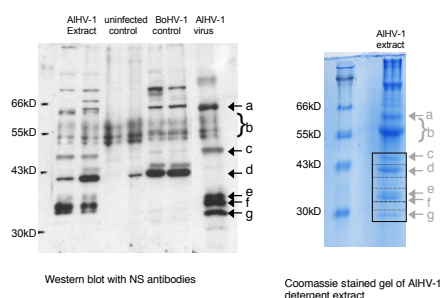 AlHV-1 Extract
uninfected control
BoHV-1 control
AlHV-1 virus
66kD
55kD
43kD
30kD
a
b
c
d
e
f
g
Western blot with NS antibodies
AlHV-1 extract
66kD
55kD
43kD
30kD
a
b
c
d
e
f
g
Coomassie stained gel of AlHV-1
detergent extract